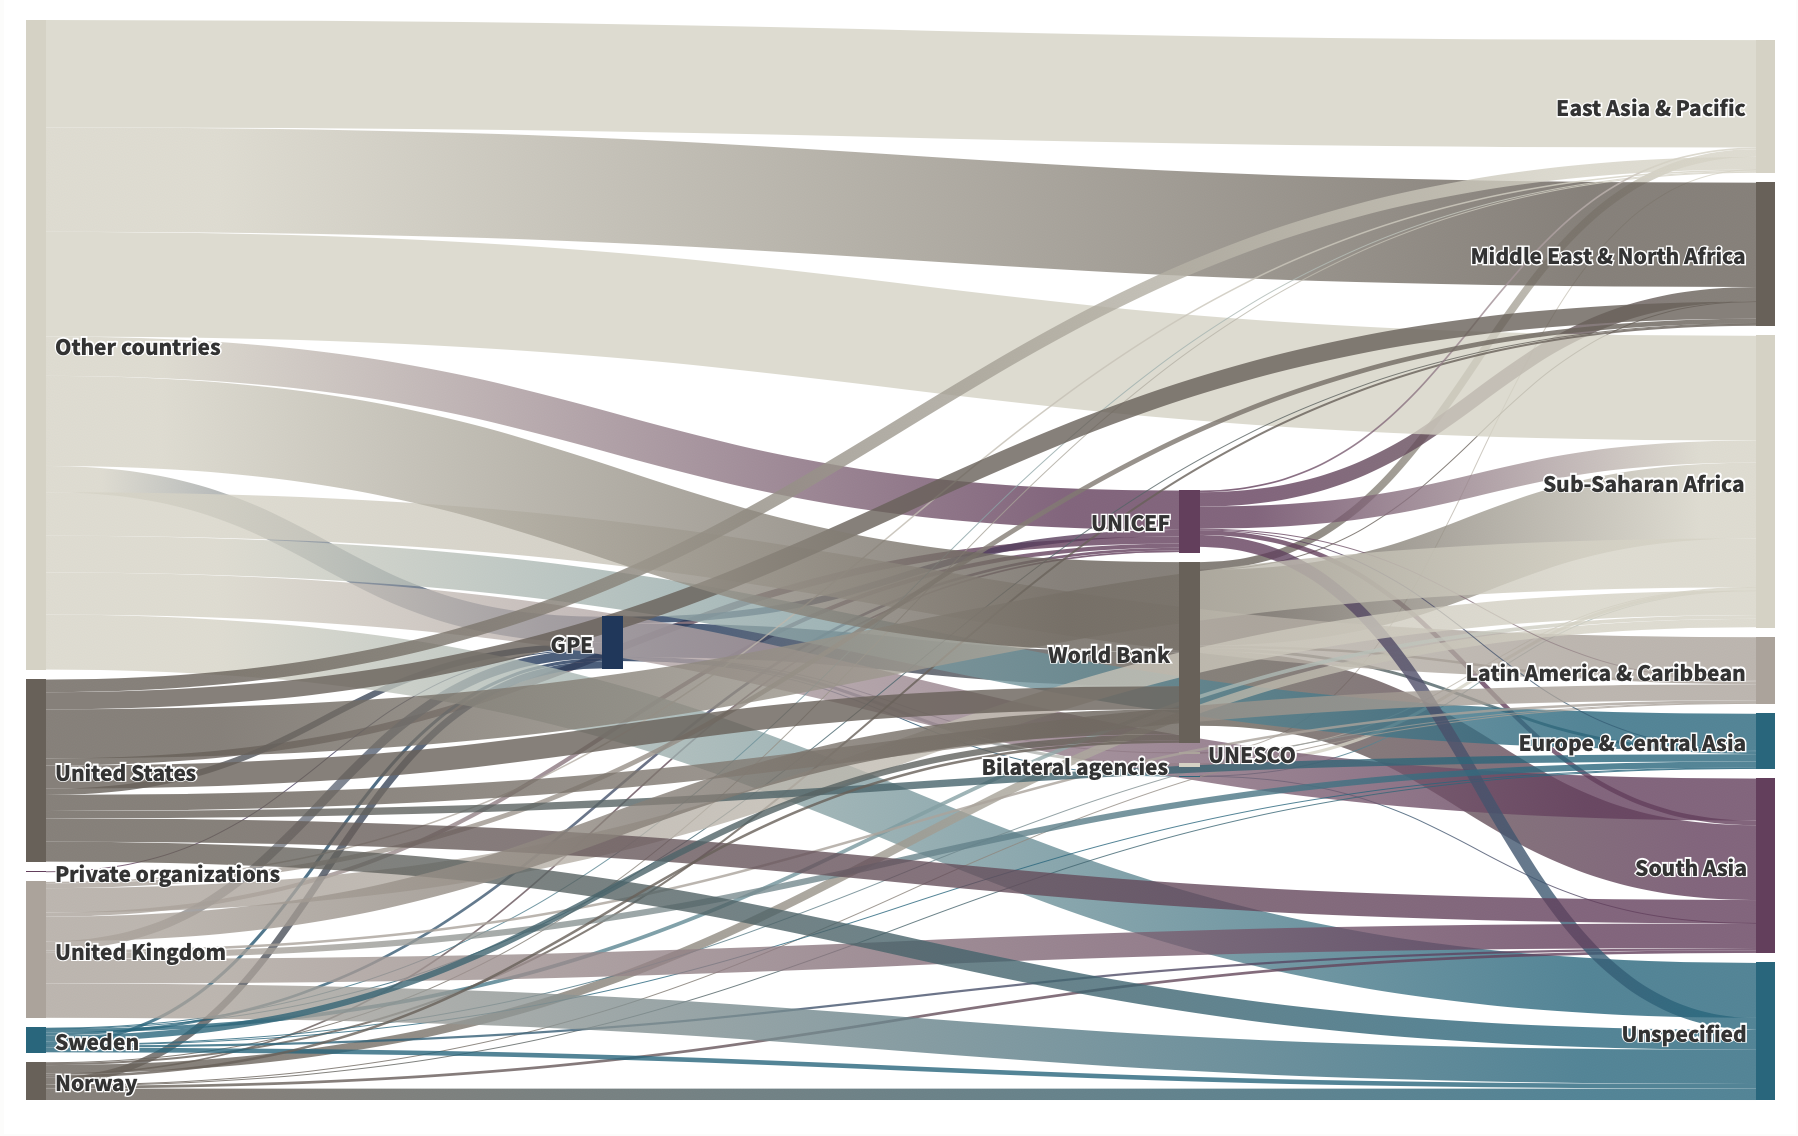 East Asia & Pacific
Middle East & North Africa
Other countries
Sub-Saharan Africa
UNICEF
GPE
World Bank
Latin America & Caribbean
Europe & Central Asia
UNESCO
Bilateral agencies
United States
South Asia
Private organizations
United Kingdom
Unspecified
Sweden
Norway